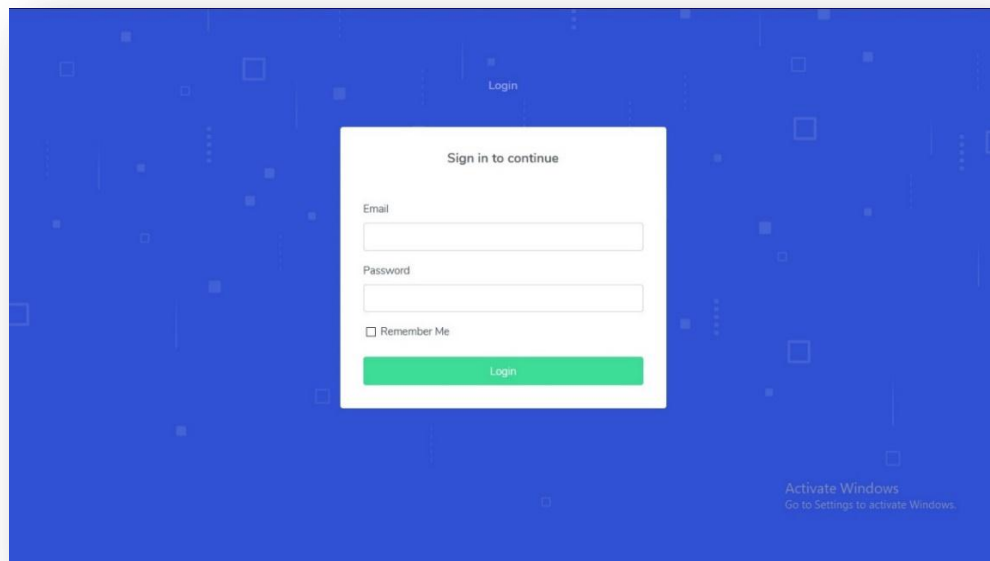 Login
Sign in to continue
Email
Password
Remember Me
Login
Activate Windows
Go to Settings to activate Windows.